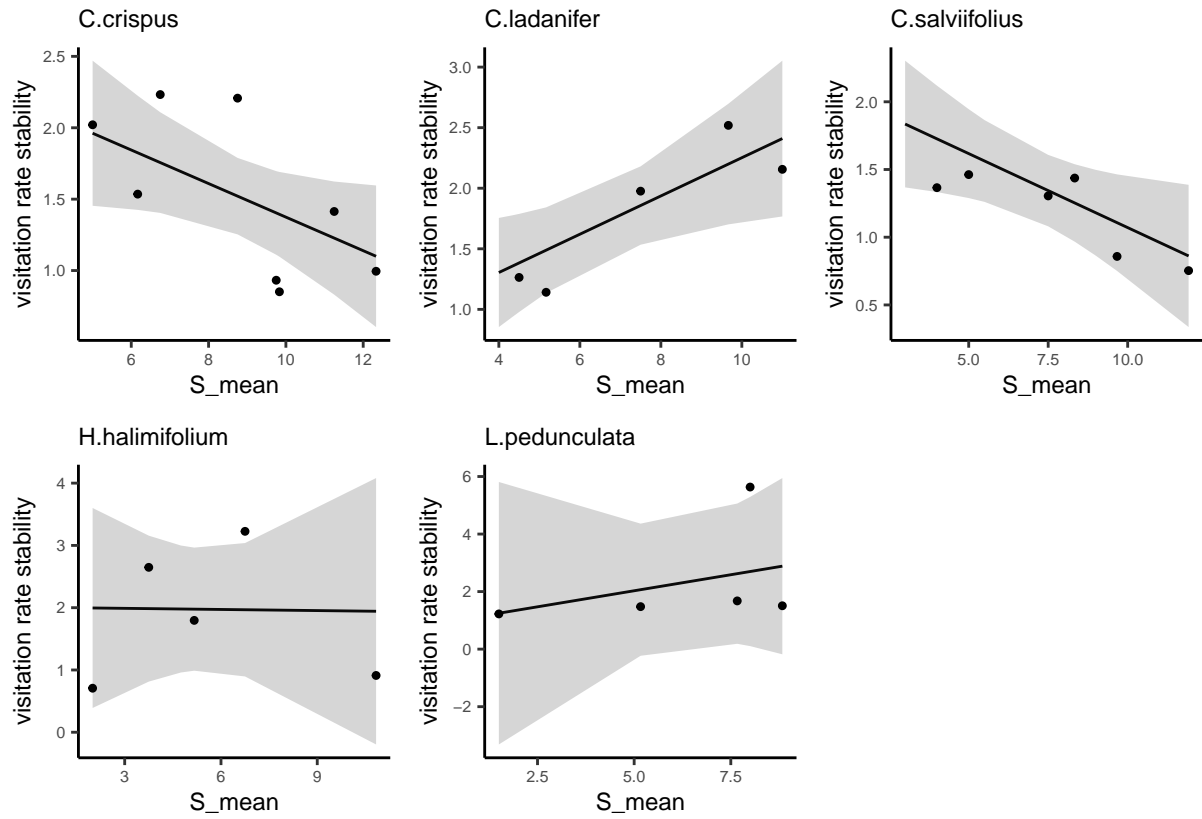 C.crispus
visitation rate stability
2.5
2.0
1.5
1.0
6
8
10
12
S_mean
C.ladanifer
visitation rate stability
3.0
2.5
2.0
1.5
1.0
4
6
8
10
S_mean
C.salviifolius
visitation rate stability
2.0
1.5
1.0
0.5
5.0
7.5
10.0
S_mean
H.halimifolium
visitation rate stability
4
3
2
1
0
3
6
9
S_mean
L.pedunculata
visitation rate stability
6
4
2
0
−2
2.5
5.0
7.5
S_mean